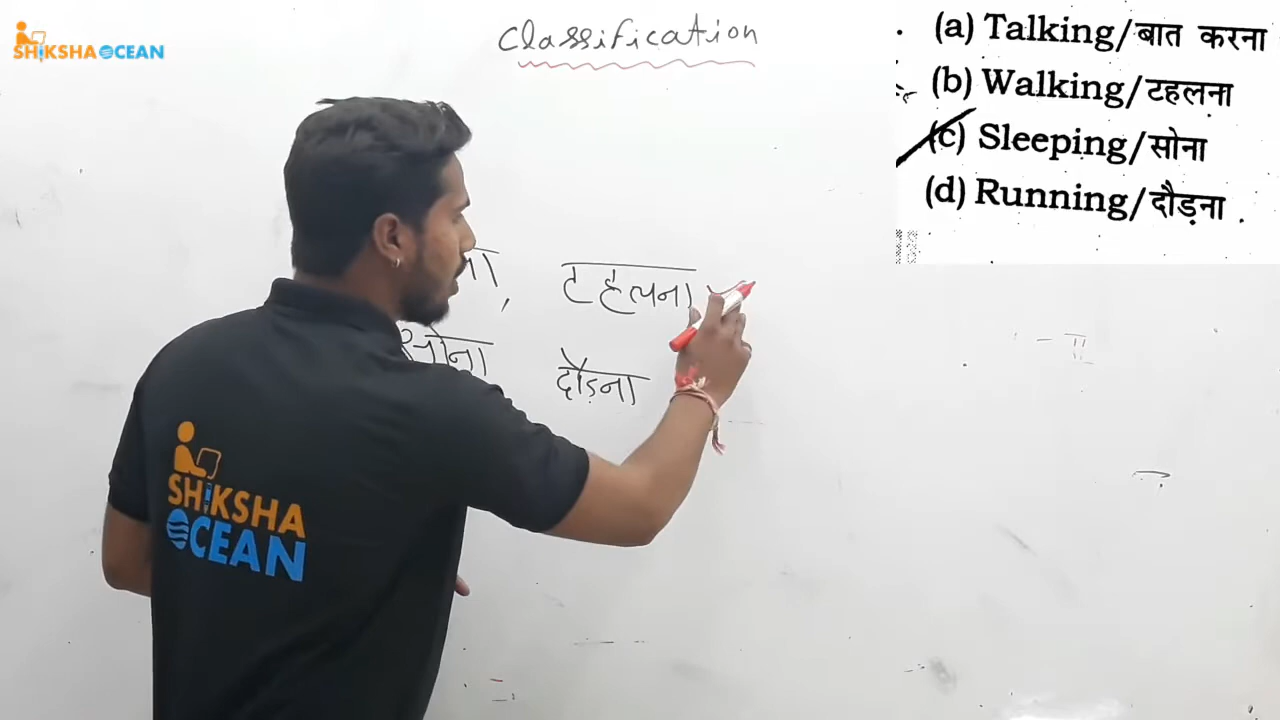 SHIKSHA OCEAN
Classification
(a) Talking/बात करना
(b) Walking/टहलना
(c) Sleeping/सोना
(d) Running/दौड़ना
टहलना
सोना
दौड़ना
SHIKSHA
OCEAN